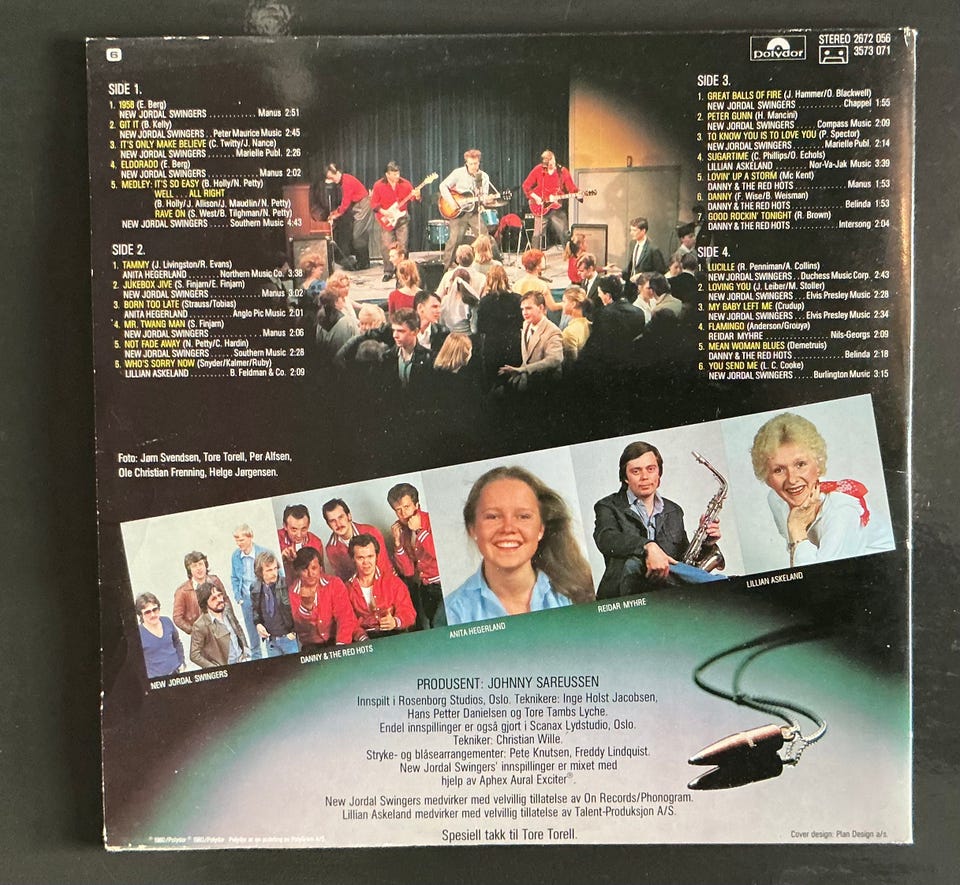 6
polydor
STEREO 2672 056
3573 071
SIDE 1.
1. 1958 (E. Berg)
NEW JORDAL SWINGERS ............ Manus 2:51
2. GIT IT (B. Kelly)
NEW JORDAL SWINGERS .. Peter Maurice Music 2:45
3. IT'S ONLY MAKE BELIEVE (C. Twitty/J. Nance)
NEW JORDAL SWINGERS ...... Marielle Publ. 2:26
4. ELDORADO (E. Berg)
NEW JORDAL SWINGERS ............ Manus 2:02
5. MEDLEY: IT'S SO EASY (B. Holly/N. Petty)
WELL . . . ALL RIGHT
(B. Holly/J. Allison/J. Maudlin/N. Petty)
RAVE ON (S. West/B. Tilghman/N. Petty)
NEW JORDAL SWINGERS ...... Southern Music 4:43
SIDE 2.
1. TAMMY (J. Livingston/R. Evans)
ANITA HEGERLAND ........ Northern Music Co. 3:38
2. JUKEBOX JIVE (S. Finjarn/E. Finjarn)
NEW JORDAL SWINGERS ............ Manus 3:02
3. BORN TOO LATE (Strauss/Tobias)
ANITA HEGERLAND .......... Anglo Pic Music 2:01
4. MR. TWANG MAN (S. Finjarn)
NEW JORDAL SWINGERS ............ Manus 2:06
5. NOT FADE AWAY (N. Petty/C. Hardin)
NEW JORDAL SWINGERS ...... Southern Music 2:28
6. WHO'S SORRY NOW (Snyder/Kalmer/Ruby)
LILLIAN ASKELAND .......... B. Feldman & Co. 2:09
SIDE 3.
1. GREAT BALLS OF FIRE (J. Hammer/O. Blackwell)
NEW JORDAL SWINGERS ............ Chappel 1:55
2. PETER GUNN (H. Mancini)
NEW JORDAL SWINGERS ..... Compass Music 2:09
3. TO KNOW YOU IS TO LOVE YOU (P. Spector)
NEW JORDAL SWINGERS ....... Marielle Publ. 2:14
4. SUGARTIME (C. Phillips/O. Echols)
LILLIAN ASKELAND ........ Nor-Va-Jak Music 3:39
5. LOVIN' UP A STORM (Mc Kent)
DANNY & THE RED HOTS ............ Manus 1:53
6. DANNY (F. Wise/B. Weisman)
DANNY & THE RED HOTS ............ Belinda 1:53
7. GOOD ROCKIN' TONIGHT (R. Brown)
DANNY & THE RED HOTS .......... Intersong 2:04
SIDE 4.
1. LUCILLE (R. Penniman/A. Collins)
NEW JORDAL SWINGERS .. Duchess Music Corp. 2:43
2. LOVING YOU (J. Leiber/M. Stoller)
NEW JORDAL SWINGERS ... Elvis Presley Music 2:28
3. MY BABY LEFT ME (Crudup)
NEW JORDAL SWINGERS ... Elvis Presley Music 2:34
4. FLAMINGO (Anderson/Grouya)
REIDAR MYHRE ................ Nils-Georgs 2:09
5. MEAN WOMAN BLUES (Demetruis)
DANNY & THE RED HOTS ............ Belinda 2:18
6. YOU SEND ME (L. C. Cooke)
NEW JORDAL SWINGERS ..... Burlington Music 3:15
Foto: Jørn Svendsen, Tore Torell, Per Alfsen,
Ole Christian Frenning, Helge Jørgensen.
NEW JORDAL SWINGERS
DANNY & THE RED HOTS
ANITA HEGERLAND
REIDAR MYHRE
LILLIAN ASKELAND
PRODUSENT: JOHNNY SAREUSSEN
Innspilt i Rosenborg Studios, Oslo. Teknikere: Inge Holst Jacobsen,
Hans Petter Danielsen og Tore Tambs Lyche.
Endel innspillinger er også gjort i Scanax Lydstudio, Oslo.
Tekniker: Christian Wille.
Stryke- og blåsearrangementer: Pete Knutsen, Freddy Lindquist.
New Jordal Swingers' innspillinger er mixet med
hjelp av Aphex Aural Exciter®.
New Jordal Swingers medvirker med velvillig tillatelse av On Records/Phonogram.
Lillian Askeland medvirker med velvillig tillatelse av Talent-Produksjon A/S.
Spesiell takk til Tore Torell.
Cover design: Plan Design a/s.